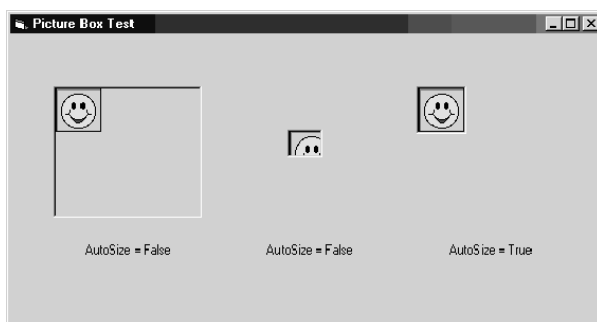 Picture Box Test
AutoSize = False
AutoSize = False
AutoSize = True